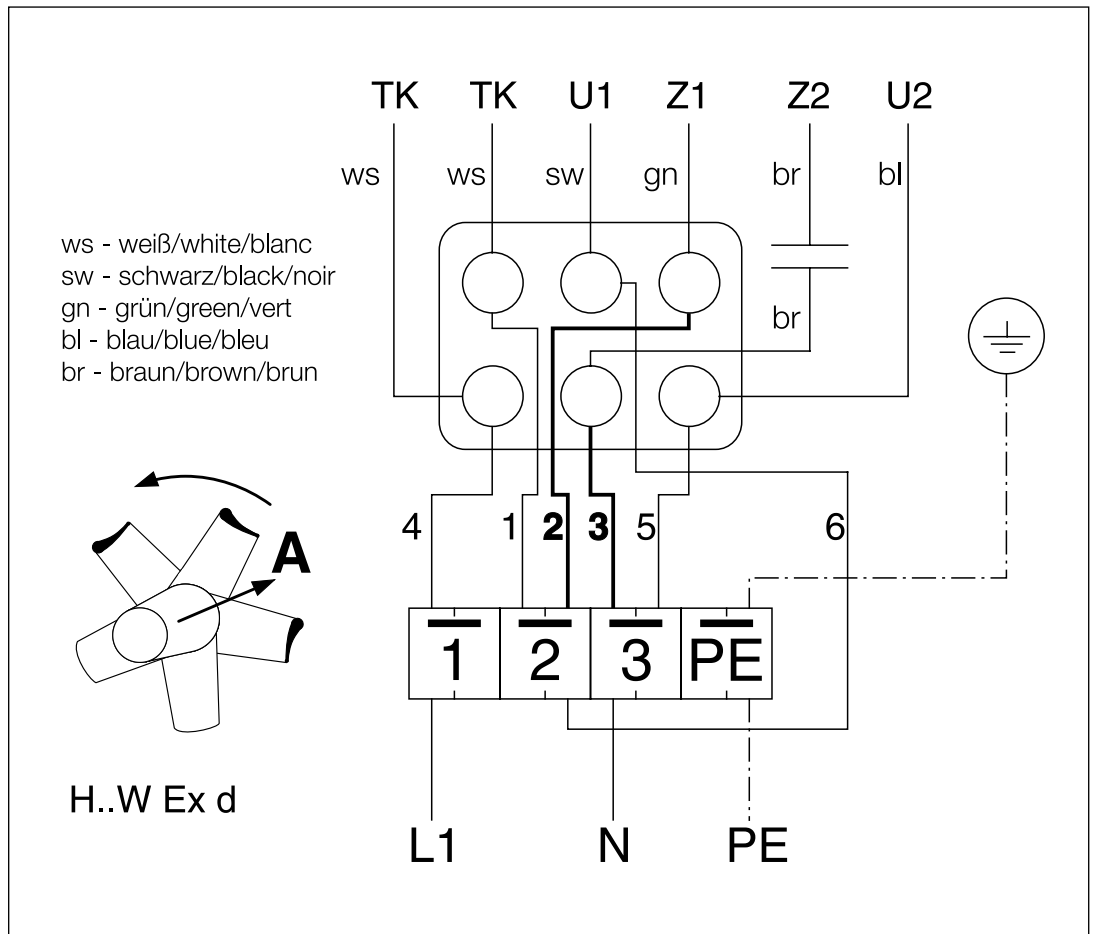 TK TK U1 Z1 Z2 U2
ws ws sw gn br bl
ws - weiß/white/blanc
sw - schwarz/black/noir
gn - grün/green/vert
bl - blau/blue/bleu
br - braun/brown/brun
br
4 1 2 3 5 6
A
1 2 3 PE
H..W Ex d
L1 N PE